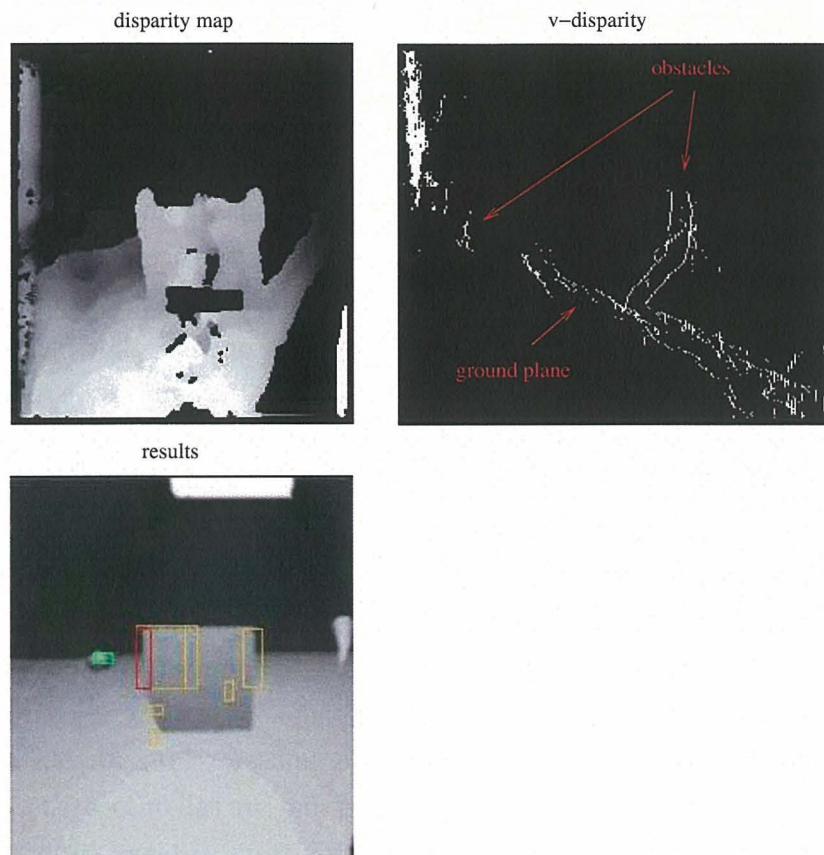 disparity map
v−disparity
obstacles
ground plane
results